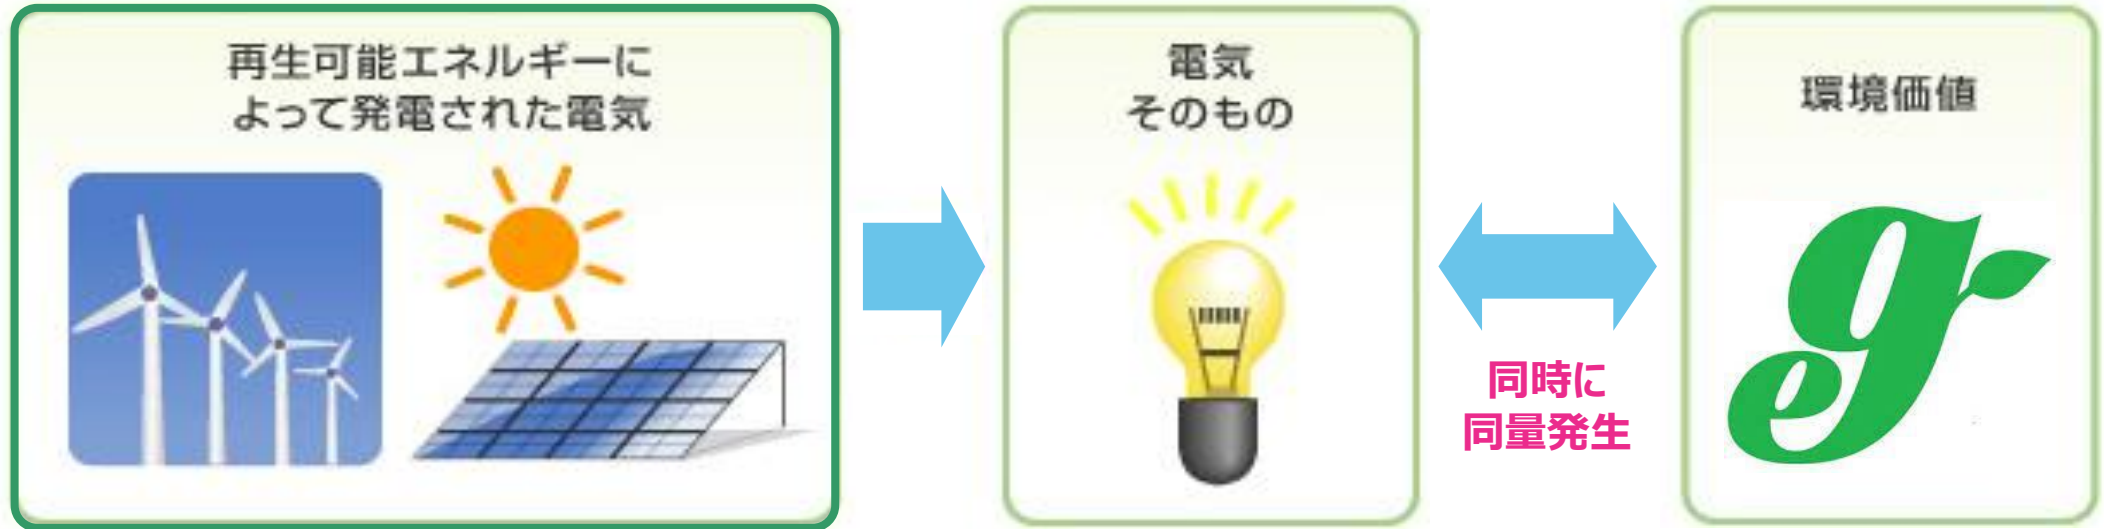 再生可能エネルギーに
よって発電された電気
電気
そのもの
同時に
同量発生
環境価値
eg